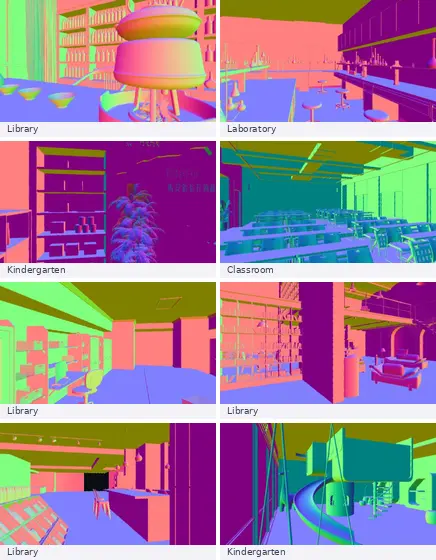 Library
Laboratory
Kindergarten
Classroom
Library
Library
Library
Kindergarten